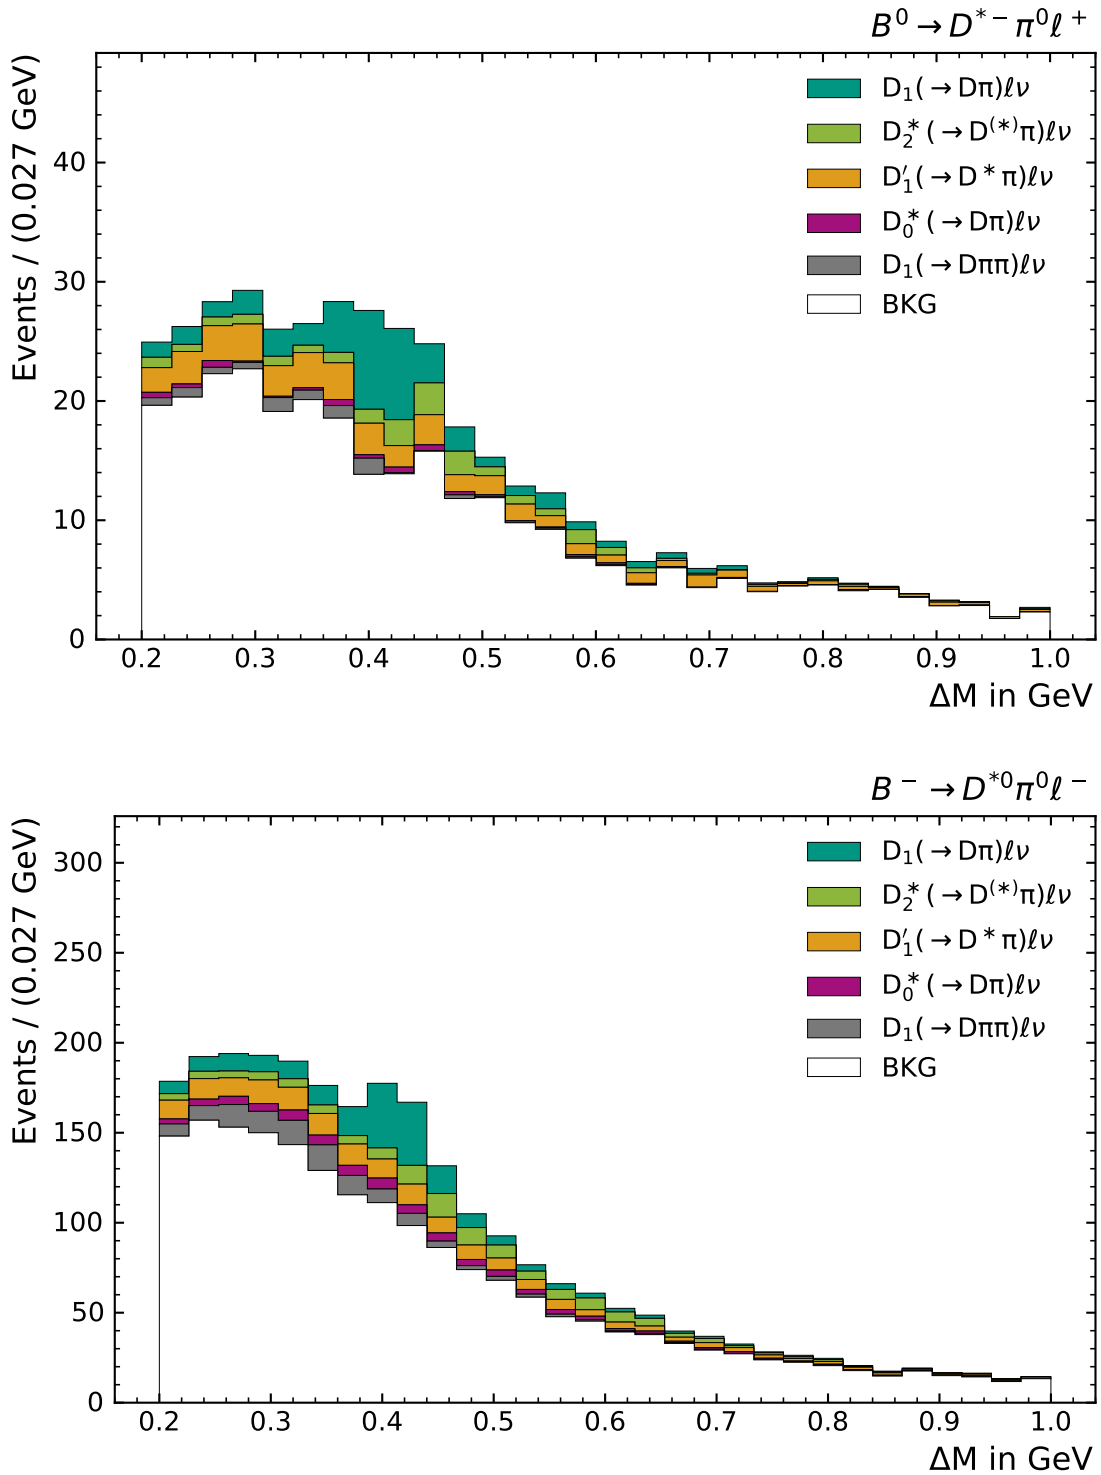 B⁰ → D*⁻ π⁰ ℓ⁺
Events / (0.027 GeV)
D₁(→Dπ)ℓν
D₂*(→D⁽*⁾π)ℓν
D₁′(→D*π)ℓν
D₀*(→Dπ)ℓν
D₁(→Dππ)ℓν
BKG
40
30
20
10
0
0.2 0.3 0.4 0.5 0.6 0.7 0.8 0.9 1.0
ΔM in GeV
B⁻ → D*⁰ π⁰ ℓ⁻
Events / (0.027 GeV)
D₁(→Dπ)ℓν
D₂*(→D⁽*⁾π)ℓν
D₁′(→D*π)ℓν
D₀*(→Dπ)ℓν
D₁(→Dππ)ℓν
BKG
300
250
200
150
100
50
0
0.2 0.3 0.4 0.5 0.6 0.7 0.8 0.9 1.0
ΔM in GeV